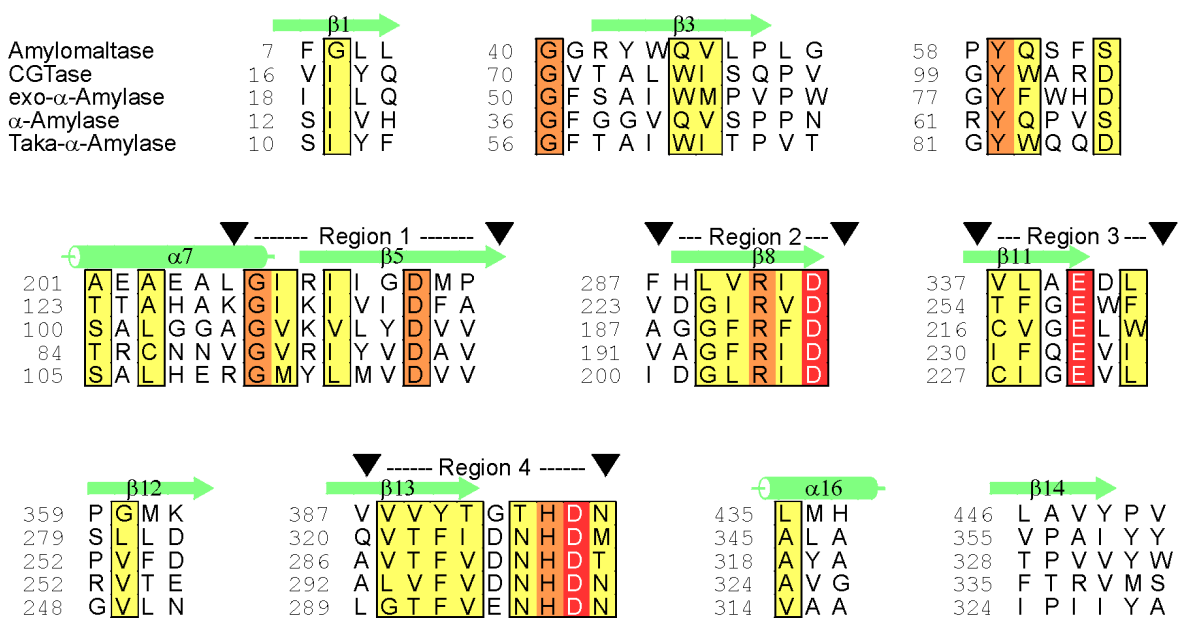 β1 β3
Amylomaltase 7 F G L L 40 G G R Y W Q V L P L G 58 P Y Q S F S
CGTase 16 V I Y Q 70 G V T A L W I S Q P V 99 G Y W A R D
exo-α-Amylase 18 I I L Q 50 G F S A I W M P V P W 77 G Y F W H D
α-Amylase 12 S I V H 36 G F G G V Q V S P P N 61 R Y Q P V S
Taka-α-Amylase 10 S I Y F 56 G F T A I W I T P V T 81 G Y W Q Q D
------- Region 1 ------- -- Region 2 --- -- Region 3 --
α7 β5 β8 β11
201 A E A E A L G I R I I G D M P 287 F H L V R I D 337 V L A E D L
123 T T A H A K G I K I V I D F A 223 V D G I R V D 254 T F G E W F
100 S A L G G A G V K V L Y D V V 187 A G G F R F D 216 C V G E L W
84 T R C N N V G V R I Y V D A V 191 V A G F R I D 230 I F Q E V I
105 S A L H E R G M Y L M V D V V 200 I D G L R I D 227 C I G E V L
------ Region 4 ------
β12 β13 α16 β14
359 P G M K 387 V V V Y T G T H D N 435 L M H 446 L A V Y P V
279 S L L D 320 Q V T F I D N H D M 345 A L A 355 V P A I Y Y
252 P V F D 286 A V T F V D N H D T 318 A Y A 328 T P V V Y W
252 R V T E 292 A L V F V D N H D N 324 A V G 335 F T R V M S
248 G V L N 289 L G T F V E N H D N 314 V A A 324 I P I I Y A